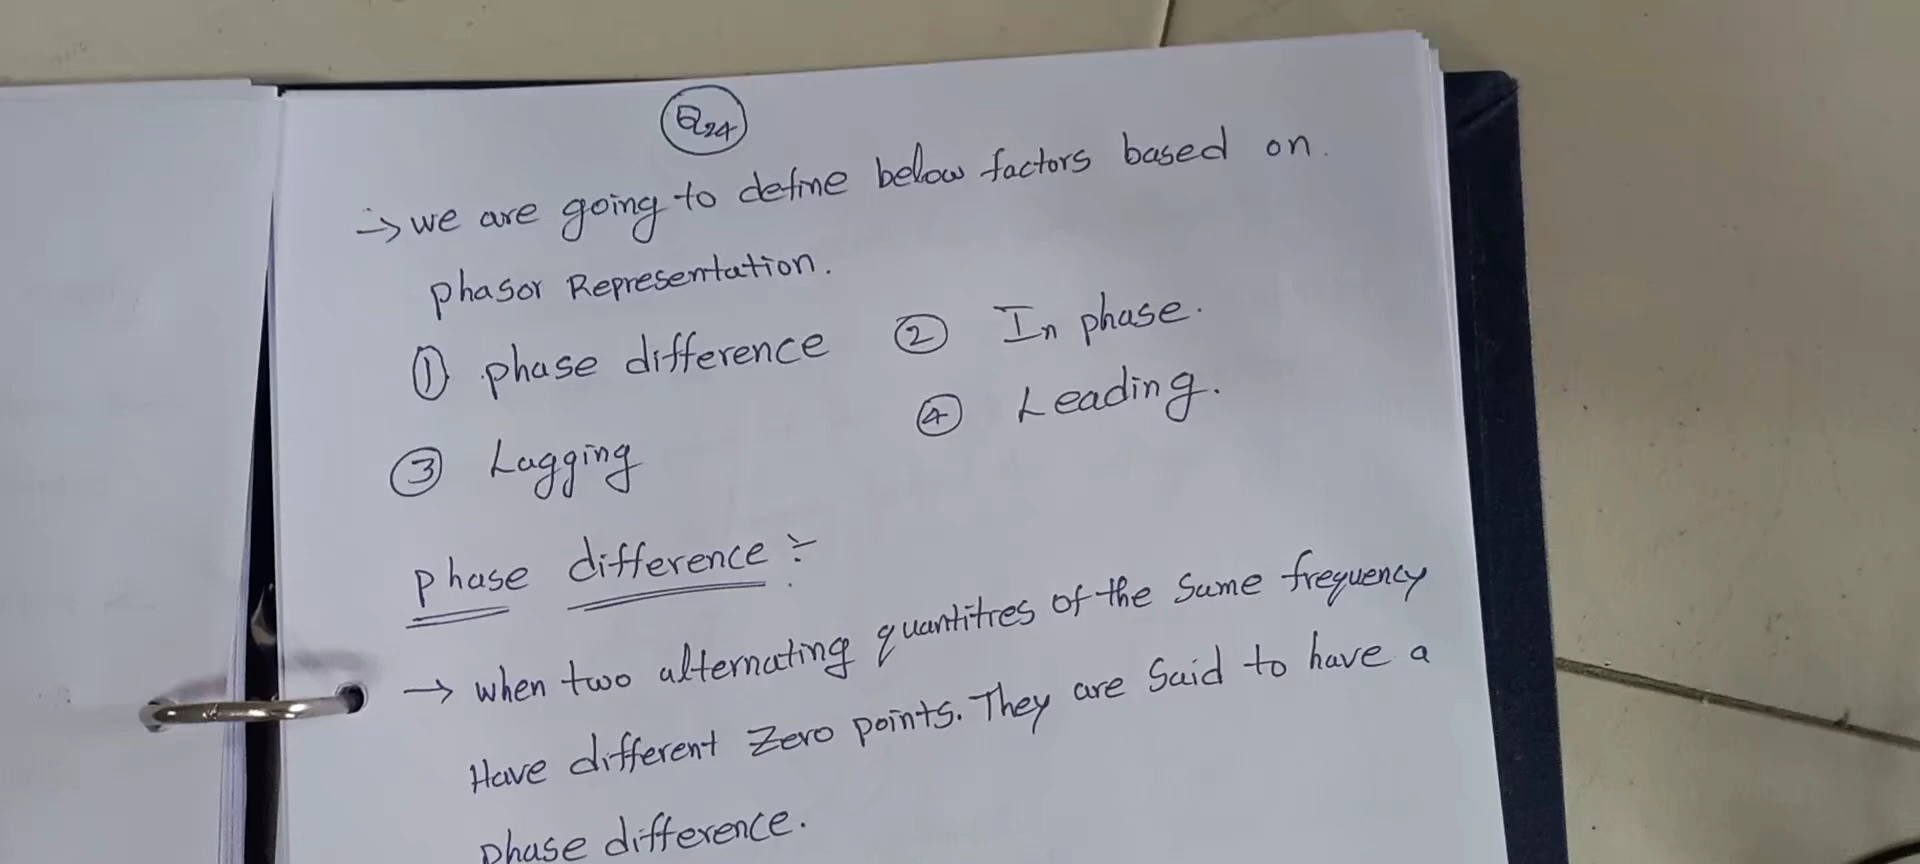 Q24
→ we are going to define below factors based on.
phasor Representation.
① phase difference ② In phase.
③ Lagging ④ Leading.
phase difference :-
→ when two alternating quantities of the same frequency
Have different Zero points. They are said to have a
phase difference.